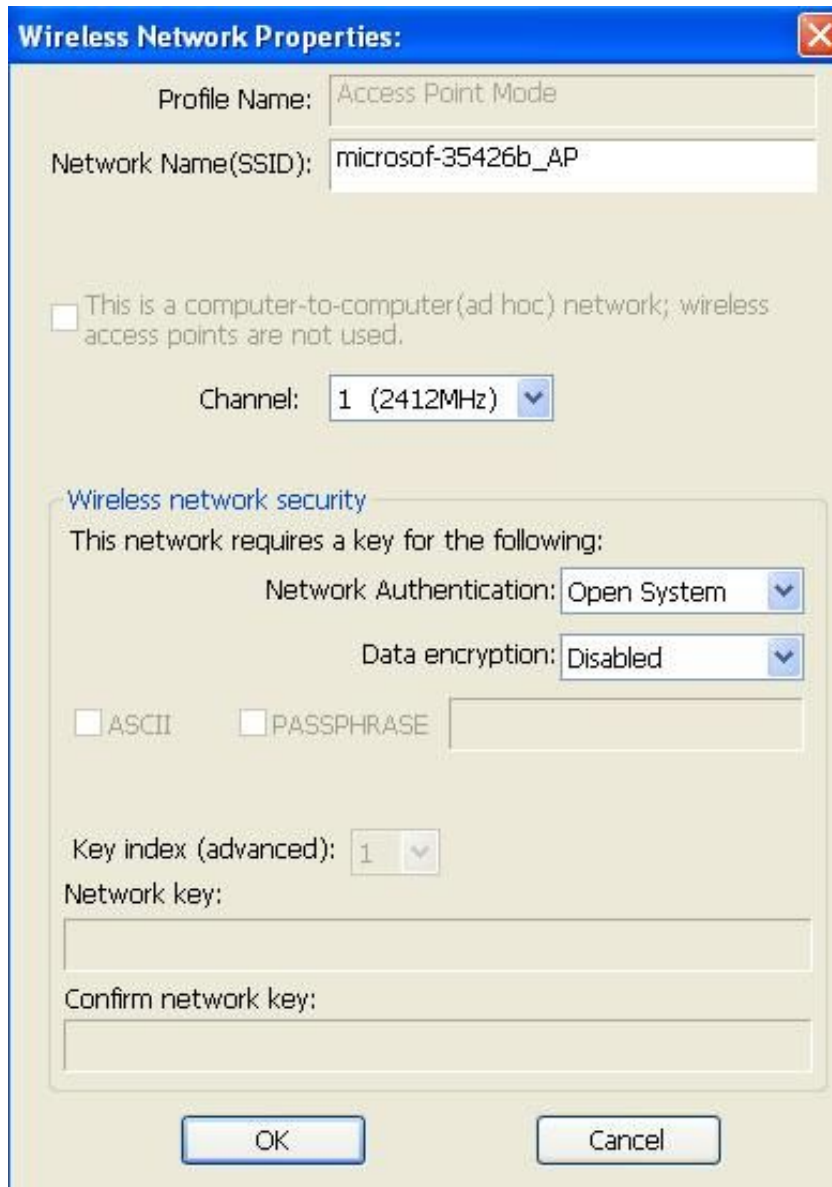 Wireless Network Properties:
Profile Name: Access Point Mode
Network Name(SSID): microsof-35426b_AP
This is a computer-to-computer(ad hoc) network; wireless
access points are not used.
Channel: 1 (2412MHz)
Wireless network security
This network requires a key for the following:
Network Authentication: Open System
Data encryption: Disabled
ASCII PASSPHRASE
Key index (advanced): 1
Network key:
Confirm network key:
OK Cancel